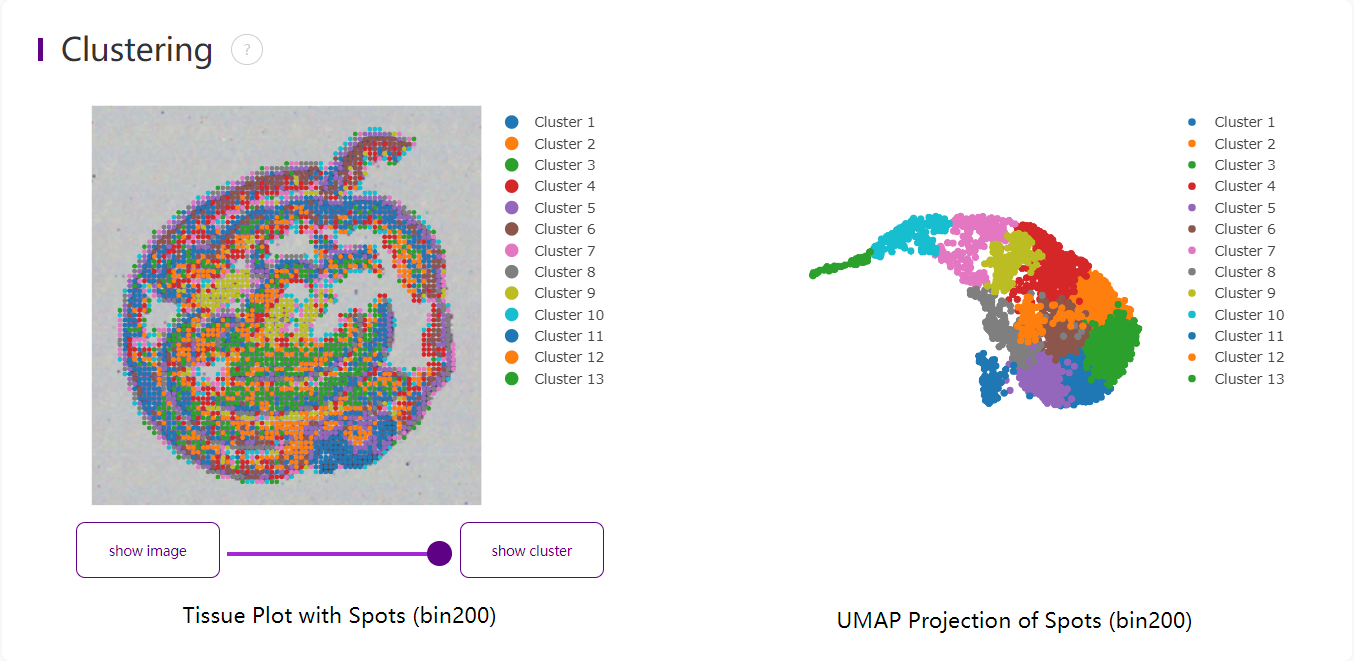 Clustering ?
Cluster 1
Cluster 2
Cluster 3
Cluster 4
Cluster 5
Cluster 6
Cluster 7
Cluster 8
Cluster 9
Cluster 10
Cluster 11
Cluster 12
Cluster 13
show image
show cluster
Tissue Plot with Spots (bin200)
Cluster 1
Cluster 2
Cluster 3
Cluster 4
Cluster 5
Cluster 6
Cluster 7
Cluster 8
Cluster 9
Cluster 10
Cluster 11
Cluster 12
Cluster 13
UMAP Projection of Spots (bin200)